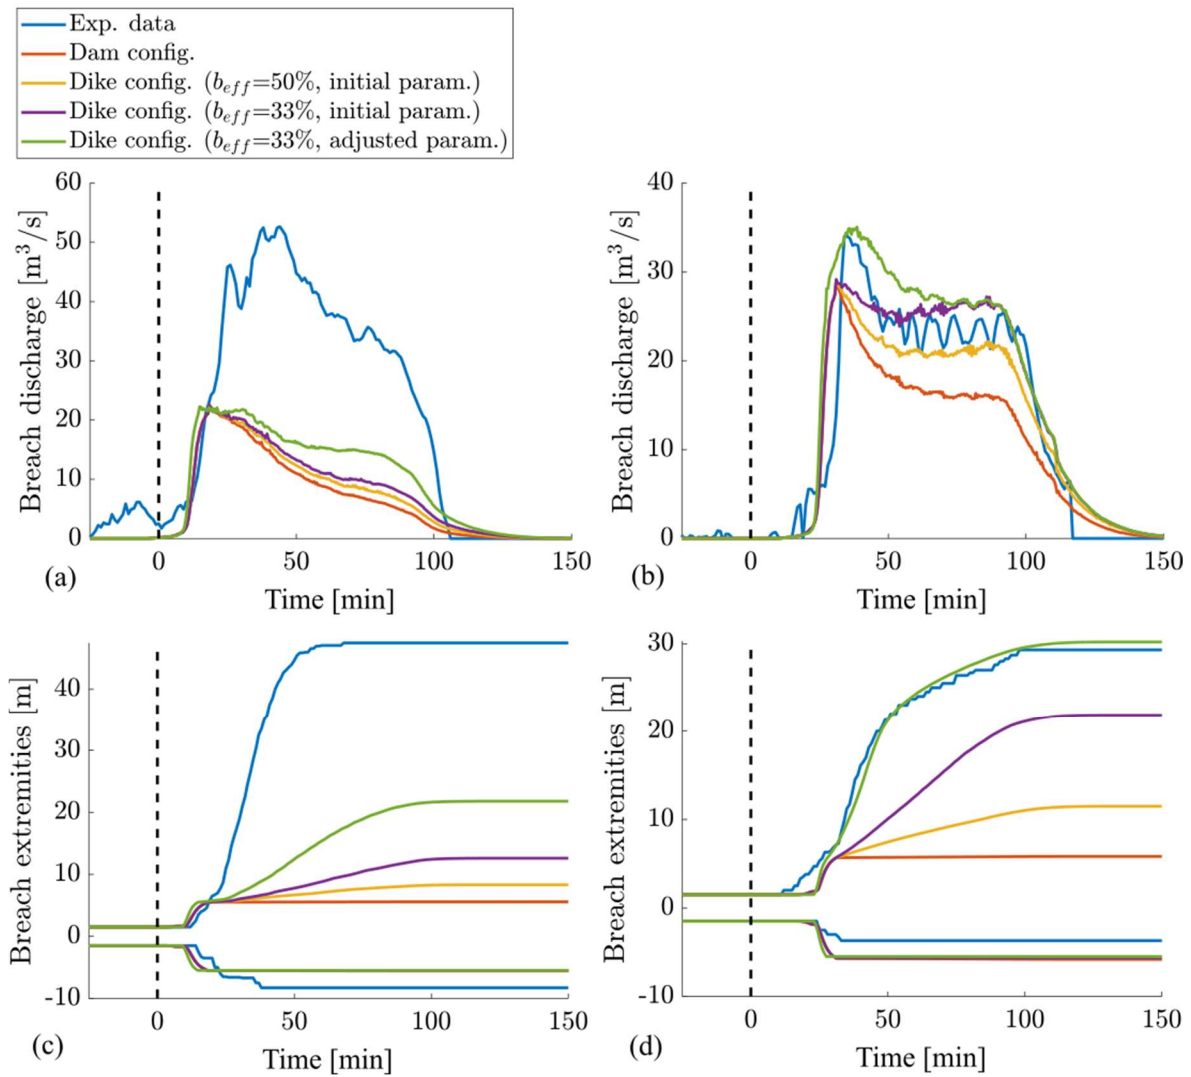 Exp. data
Dam config.
Dike config. (b_eff=50%, initial param.)
Dike config. (b_eff=33%, initial param.)
Dike config. (b_eff=33%, adjusted param.)
Breach discharge [m³/s]
60
50
40
30
20
10
0
0
50
100
150
(a)
Time [min]
Breach discharge [m³/s]
40
30
20
10
0
0
50
100
150
(b)
Time [min]
Breach extremities [m]
40
30
20
10
0
-10
0
50
100
150
(c)
Time [min]
Breach extremities [m]
30
20
10
0
-10
0
50
100
150
(d)
Time [min]